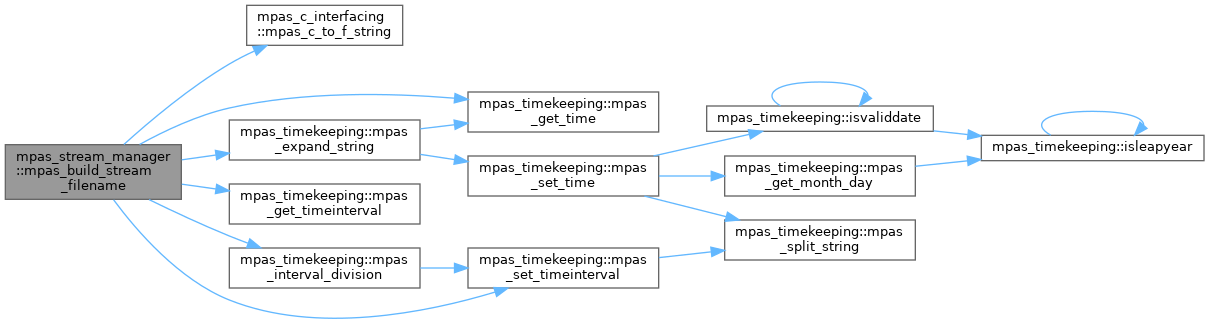 mpas_c_interfacing
::mpas_c_to_f_string
mpas_timekeeping::mpas
_get_time
mpas_timekeeping::isvaliddate
mpas_timekeeping::mpas
_expand_string
mpas_timekeeping::isleapyear
mpas_stream_manager
::mpas_build_stream
_filename
mpas_timekeeping::mpas
_set_time
mpas_timekeeping::mpas
_get_month_day
mpas_timekeeping::mpas
_get_timeinterval
mpas_timekeeping::mpas
_split_string
mpas_timekeeping::mpas
_interval_division
mpas_timekeeping::mpas
_set_timeinterval